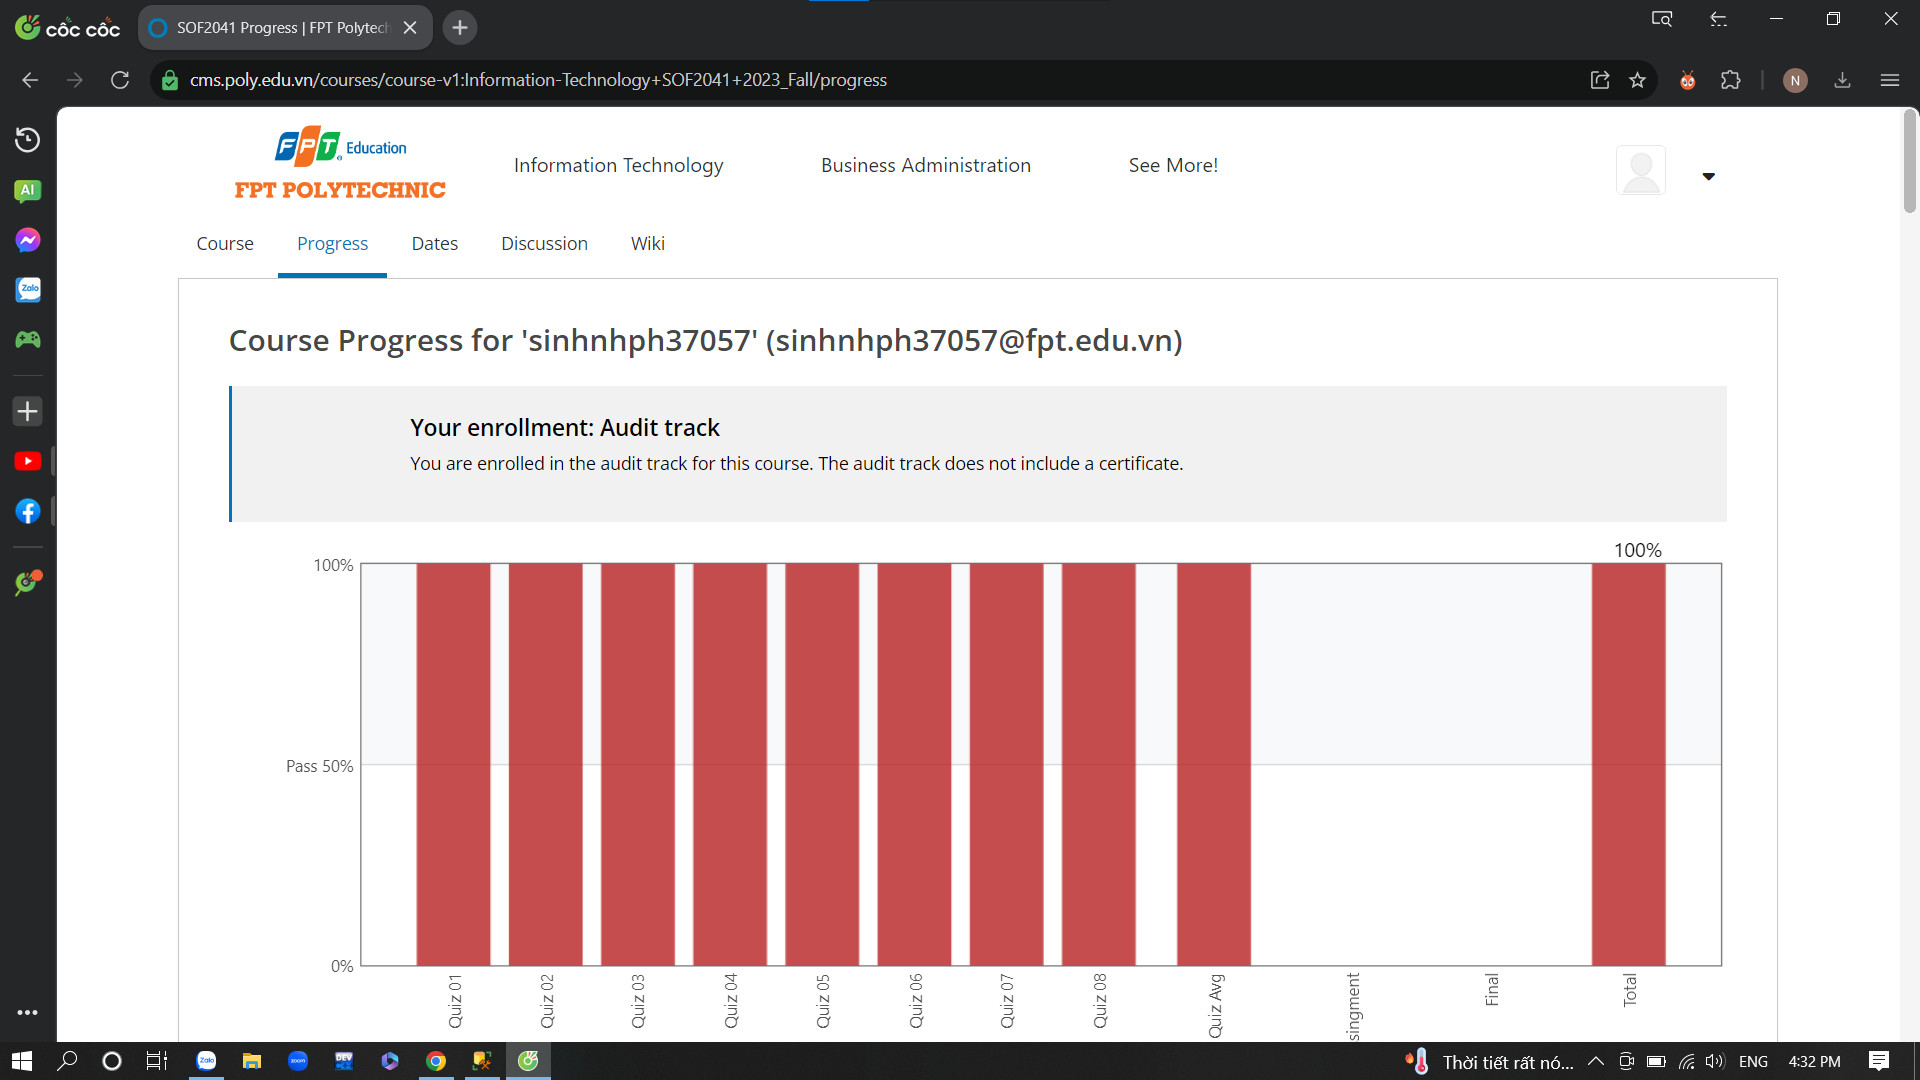 cốc cốc
SOF2041 Progress | FPT Polytech
cms.poly.edu.vn/courses/course-v1:Information-Technology+SOF2041+2023_Fall/progress
N
AI
Zalo
FPT Education
FPT POLYTECHNIC
Information Technology
Business Administration
See More!
Course
Progress
Dates
Discussion
Wiki
Course Progress for 'sinhnhph37057' (sinhnhph37057@fpt.edu.vn)
Your enrollment: Audit track
You are enrolled in the audit track for this course. The audit track does not include a certificate.
100%
100%
Pass 50%
0%
Quiz 01
Quiz 02
Quiz 03
Quiz 04
Quiz 05
Quiz 06
Quiz 07
Quiz 08
Quiz Avg
singment
Final
Total
Zalo
zoom
DEV
Thời tiết rất nó...
ENG
4:32 PM